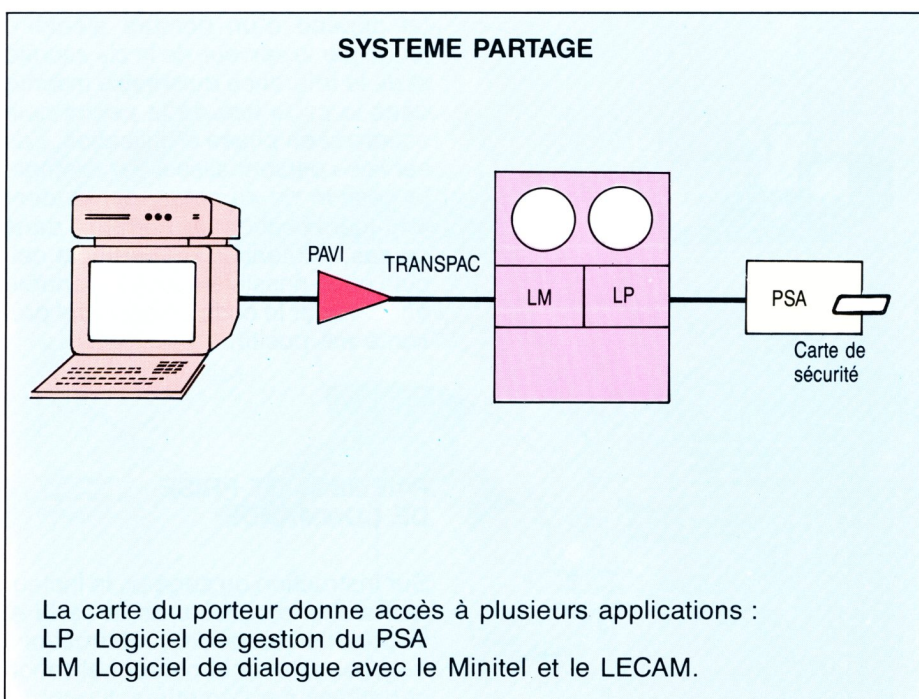 SYSTEME PARTAGE
PAVI
TRANSPAC
LM
LP
PSA
Carte de
sécurité
La carte du porteur donne accès à plusieurs applications :
LP Logiciel de gestion du PSA
LM Logiciel de dialogue avec le Minitel et le LECAM.